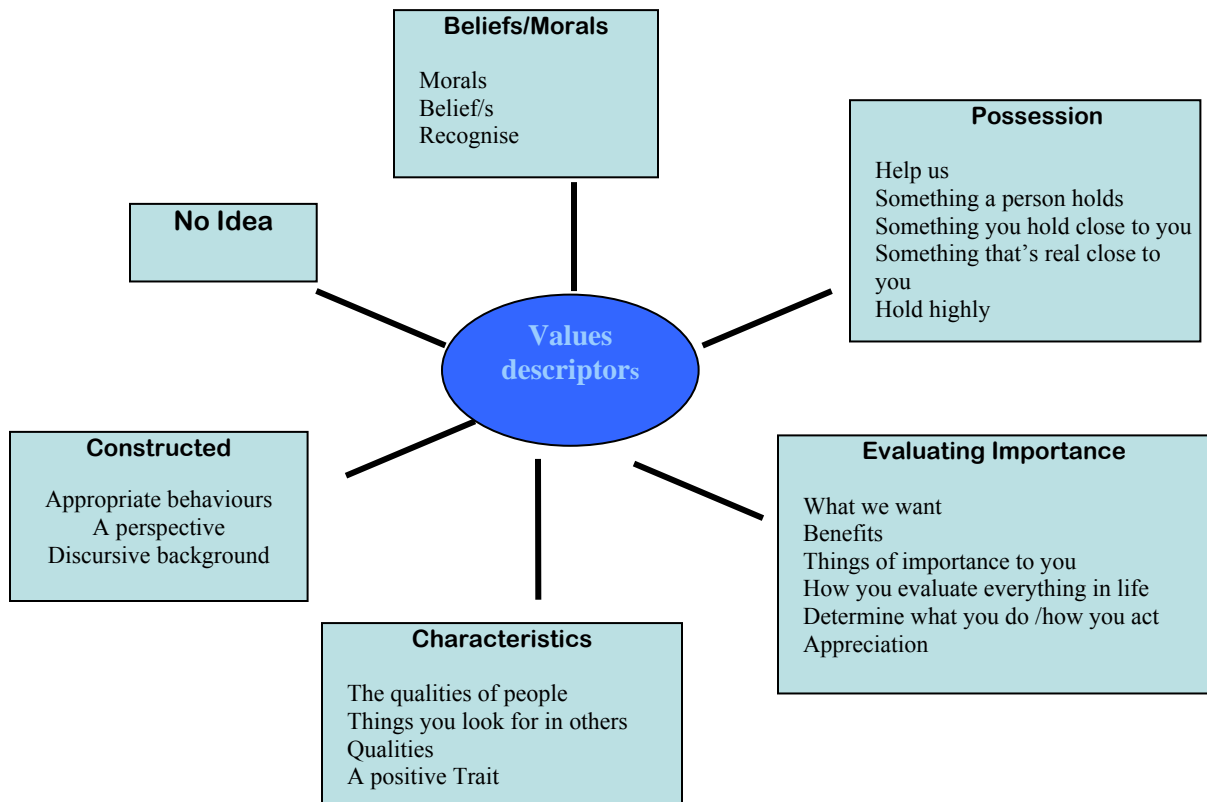 Beliefs/Morals
Morals
Belief/s
Recognise
Possession
Help us
Something a person holds
Something you hold close to you
Something that's real close to
you
Hold highly
No Idea
Values
descriptors
Constructed
Appropriate behaviours
A perspective
Discursive background
Evaluating Importance
What we want
Benefits
Things of importance to you
How you evaluate everything in life
Determine what you do /how you act
Appreciation
Characteristics
The qualities of people
Things you look for in others
Qualities
A positive Trait